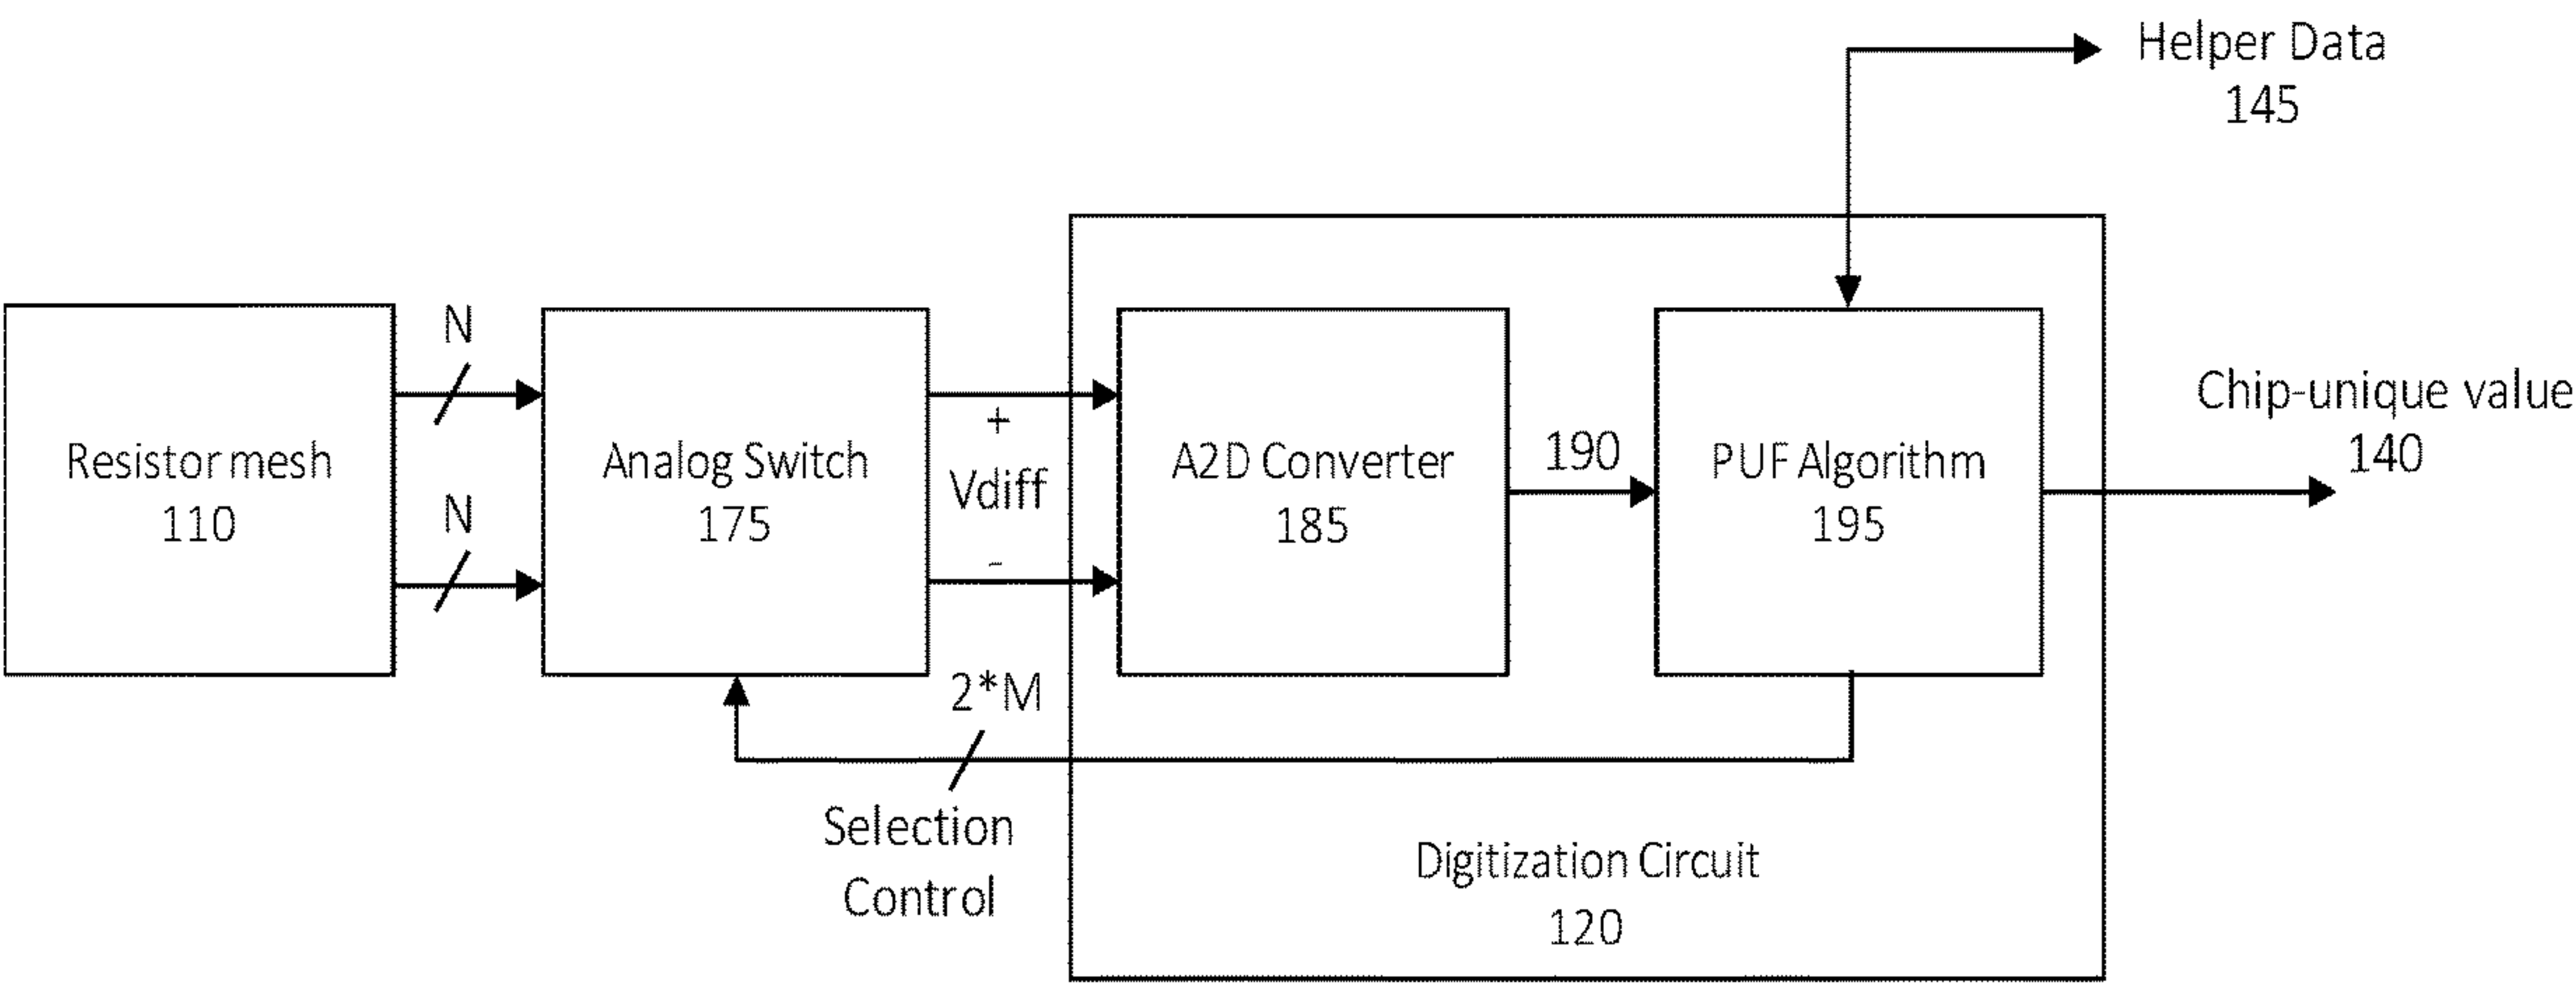 Helper Data
145
N
N
Resistor mesh
110
Analog Switch
175
+
Vdiff
-
A2D Converter
185
190
PUF Algorithm
195
Chip-unique value
140
2*M
Selection
Control
Digitization Circuit
120